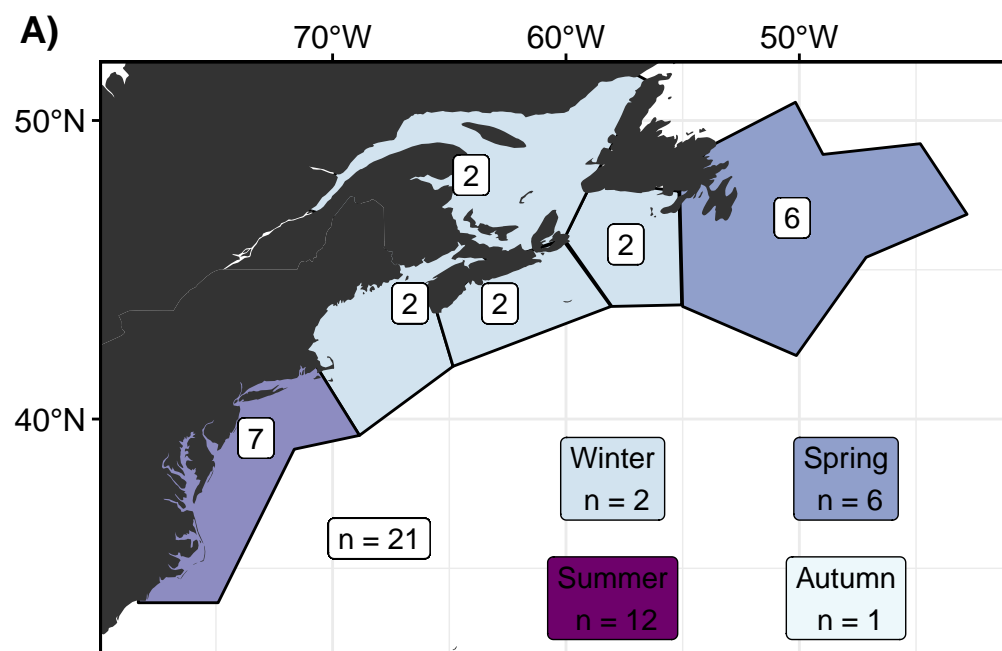 A)
70°W 60°W 50°W
50°N
2
6
2
2 2
40°N
7
Winter
n = 2
Spring
n = 6
n = 21
Summer
n = 12
Autumn
n = 1